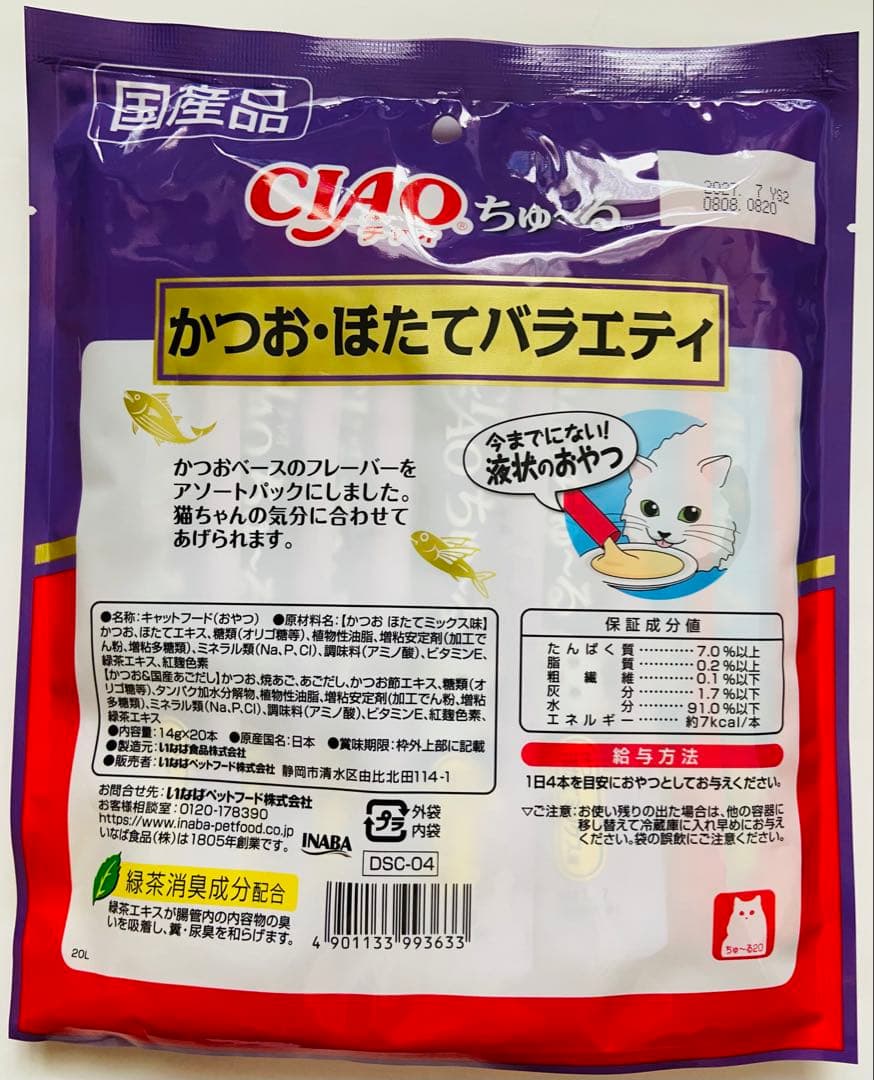 国産品
CIAO
チャオ
®
ちゅ〜る
2027. 7 YS2
0808. 0820
かつお・ほたてバラエティ
かつおベースのフレーバーを
アソートパックにしました。
猫ちゃんの気分に合わせて
あげられます。
今までにない!
液状のおやつ
●名称:キャットフード(おやつ) ●原材料名:【かつお ほたてミックス味】
かつお、ほたてエキス、糖類(オリゴ糖等)、植物性油脂、増粘安定剤(加工で
ん粉、増粘多糖類)、ミネラル類(Na、P、Cl)、調味料(アミノ酸)、ビタミンE、
緑茶エキス、紅麹色素
【かつお&国産あごだし】かつお、焼あご、あごだし、かつお節エキス、糖類(オ
リゴ糖等)、タンパク加水分解物、植物性油脂、増粘安定剤(加工でん粉、増粘
多糖類)、ミネラル類(Na、P、Cl)、調味料(アミノ酸)、ビタミンE、紅麹色素、
緑茶エキス
●内容量:14g×20本 ●原産国名:日本 ●賞味期限:枠外上部に記載
●製造元:いなば食品株式会社
●販売者:いなばペットフード株式会社 静岡市清水区由比北田114-1
お問合せ先:いなばペットフード株式会社
お客様相談室:0120-178390
https://www.inaba-petfood.co.jp
いなば食品(株)は1805年創業です。
INABA
プラ
外袋
内袋
DSC-04
緑茶消臭成分配合
緑茶エキスが腸管内の内容物の臭
いを吸着し、糞・尿臭を和らげます。
4 901133 993633
20L
保証成分値
たんぱく質…………7.0%以上
脂質…………0.2%以上
粗繊維…………0.1%以下
灰分…………1.7%以下
水分…………91.0%以下
エネルギー…………約7kcal/本
給与方法
1日4本を目安におやつとしてお与えください。
▽ご注意:お使い残りの出た場合は、他の容器に
移し替えて冷蔵庫に入れ早めにお与え
ください。袋の誤飲にご注意ください。
ちゅ〜る20